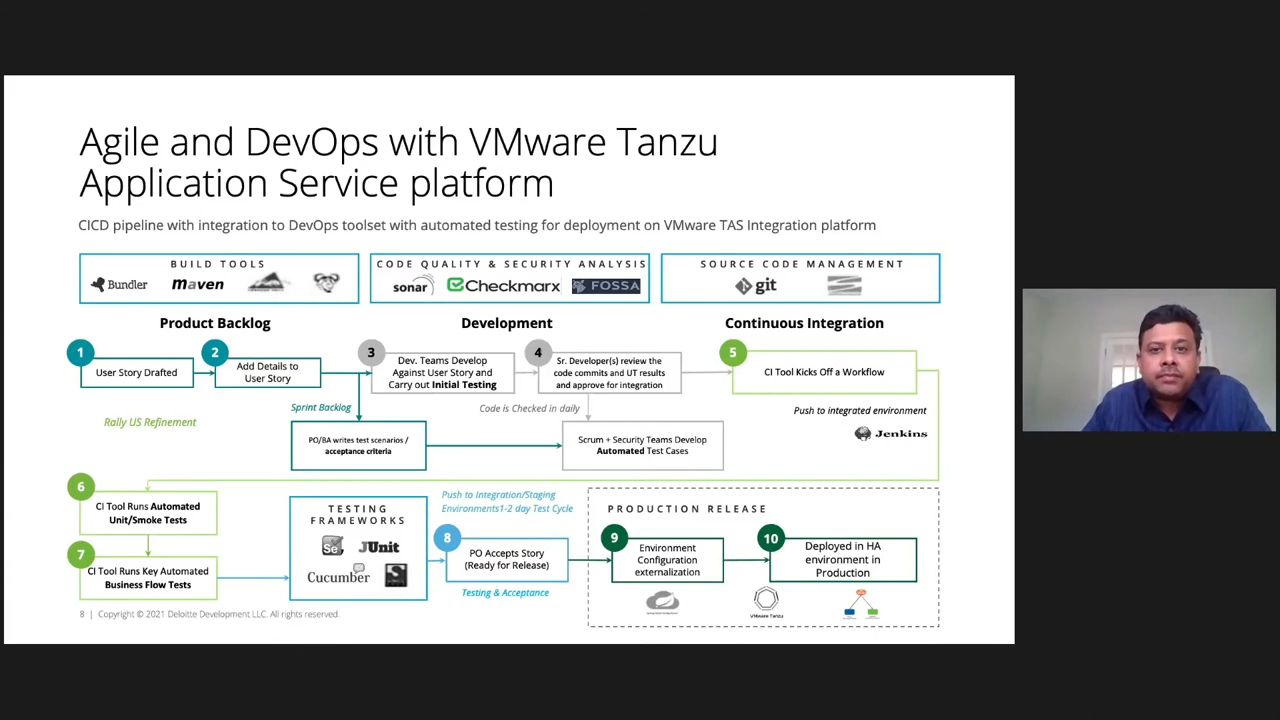 Agile and DevOps with VMware Tanzu
Application Service platform
CICD pipeline with integration to DevOps toolset with automated testing for deployment on VMware TAS Integration platform
BUILD TOOLS
Bundler
maven
CODE QUALITY & SECURITY ANALYSIS
sonar
Checkmarx
FOSSA
SOURCE CODE MANAGEMENT
git
Product Backlog
Development
Continuous Integration
1
User Story Drafted
2
Add Details to
User Story
3
Dev. Teams Develop
Against User Story and
Carry out Initial Testing
4
Sr. Developer(s) review the
code commits and UT results
and approve for integration
5
CI Tool Kicks Off a Workflow
Rally US Refinement
Sprint Backlog
Code is Checked in daily
Push to integrated environment
Jenkins
PO/BA writes test scenarios /
acceptance criteria
Scrum + Security Teams Develop
Automated Test Cases
6
CI Tool Runs Automated
Unit/Smoke Tests
7
CI Tool Runs Key Automated
Business Flow Tests
TESTING
FRAMEWORKS
Se
JUnit
Cucumber
Push to Integration/Staging
Environments1-2 day Test Cycle
8
PO Accepts Story
(Ready for Release)
Testing & Acceptance
PRODUCTION RELEASE
9
Environment
Configuration
externalization
10
Deployed in HA
environment in
Production
VMware Tanzu
8 | Copyright © 2021 Deloitte Development LLC. All rights reserved.